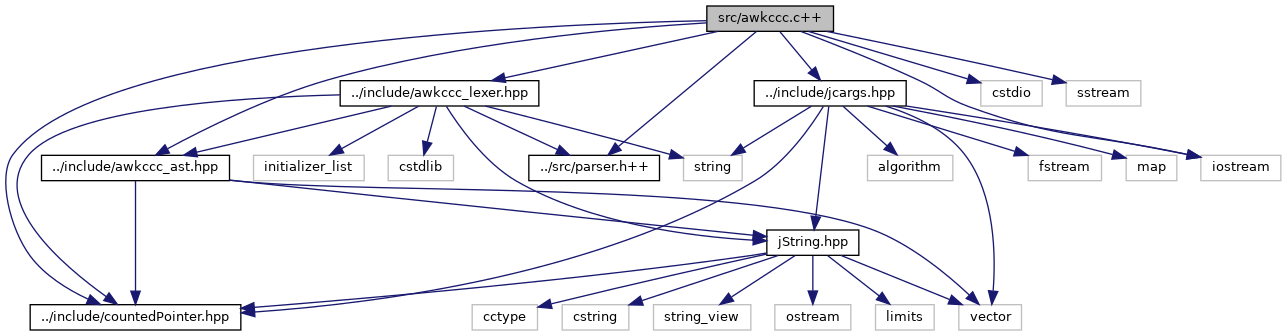 src/awkccc.c++
../include/awkccc_lexer.hpp
../include/jcargs.hpp
cstdio
sstream
../include/awkccc_ast.hpp
initializer_list
cstdlib
../src/parser.h++
string
algorithm
fstream
map
iostream
jString.hpp
../include/countedPointer.hpp
cctype
cstring
string_view
ostream
limits
vector